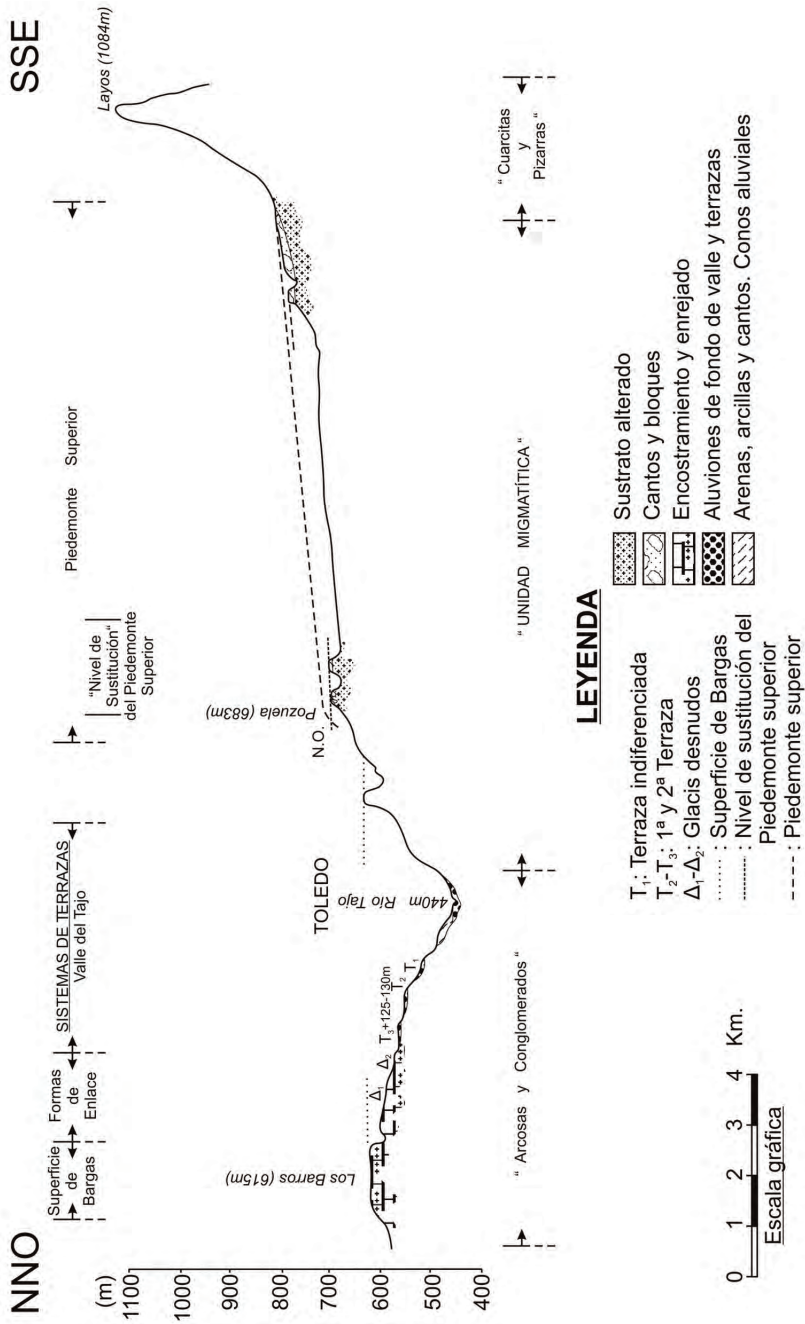 NNO
SSE
Superficie
de
Bargas
Formas
de
Enlace
SISTEMAS DE TERRAZAS
Valle del Tajo
"Nivel de
Sustitución"
del Piedemonte
Superior
Piedemonte Superior
(m)
1100
1000
900
800
700
600
500
400
Los Barros (615m)
Δ1
Δ2
T3+125-130m
T2
T1
TOLEDO
440m Río Tajo
N.O.
Pozuela (683m)
Layos (1084m)
" Arcosas y Conglomerados "
" UNIDAD MIGMATÍTICA "
" Cuarcitas
y
Pizarras "
LEYENDA
T1: Terraza indiferenciada
T2-T3: 1ª y 2ª Terraza
Δ1-Δ2: Glacis desnudos
: Superficie de Bargas
: Nivel de sustitución del
Piedemonte superior
: Piedemonte superior
Sustrato alterado
Cantos y bloques
Encostramiento y enrejado
Aluviones de fondo de valle y terrazas
Arenas, arcillas y cantos. Conos aluviales
0 1 2 3 4 Km.
Escala gráfica